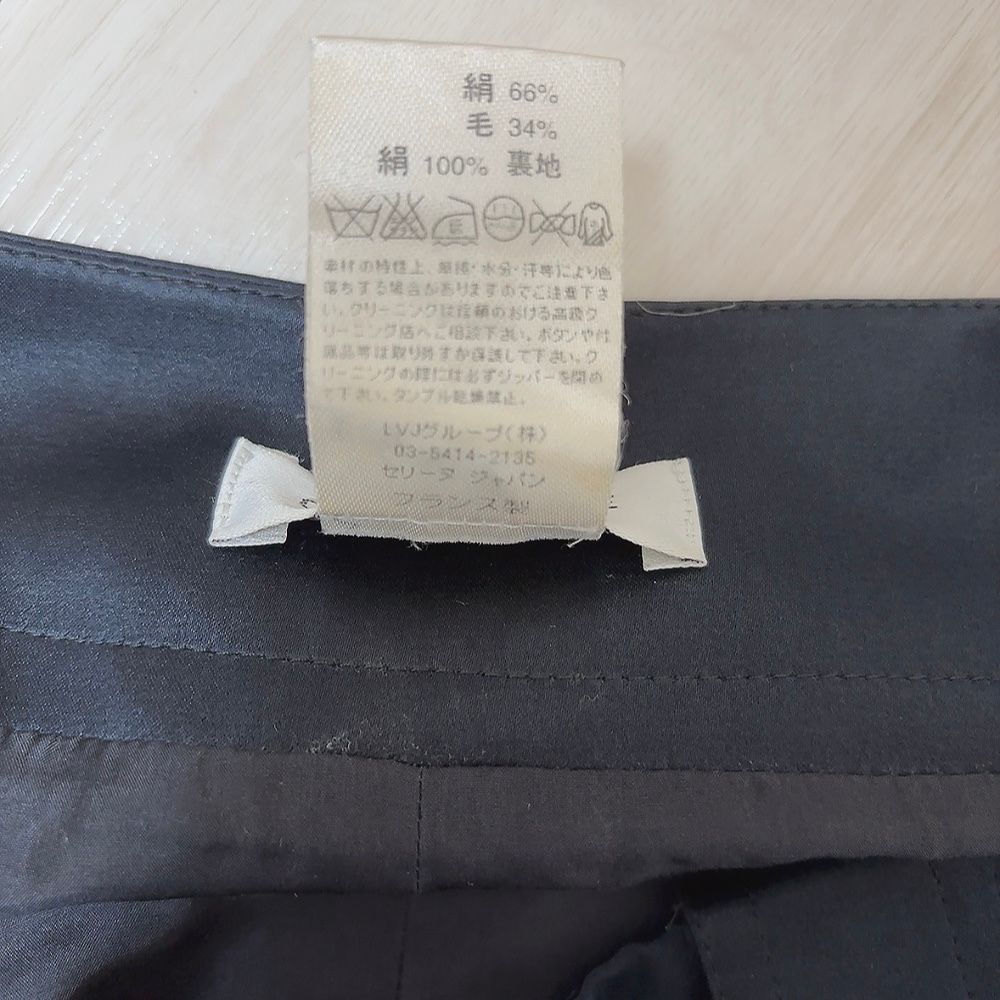 絹 66%
毛 34%
絹 100% 裏地
素材の特性上、摩擦・水分・汗等により色
落ちする場合がありますのでご注意下さ
い。クリーニングは信頼のおける高級ク
リーニング店へご相談下さい。ボタンや付
属品等は取り外すか保護して下さい。ク
リーニングの際には必ずジッパーを閉め
て下さい。タンブル乾燥禁止。
LVJグループ(株)
03-5414-2135
セリーヌ ジャパン
フランス製